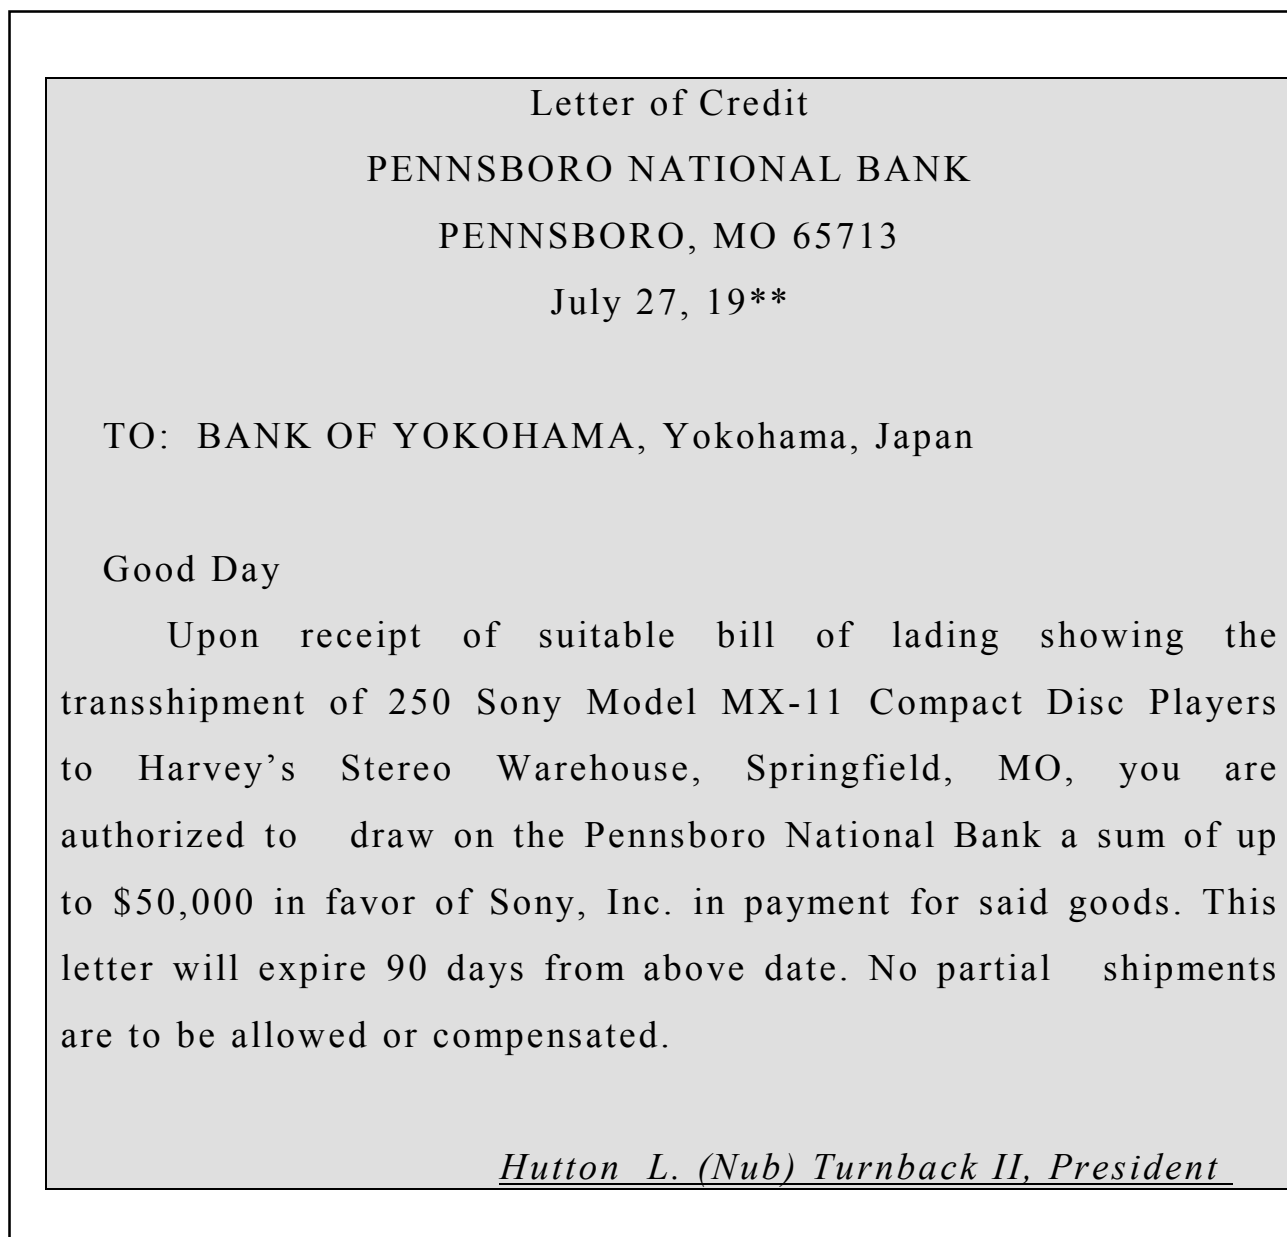 Letter of Credit
PENNSBORO NATIONAL BANK
PENNSBORO, MO 65713
July 27, 19**
TO: BANK OF YOKOHAMA, Yokohama, Japan
Good Day
Upon receipt of suitable bill of lading showing the
transshipment of 250 Sony Model MX-11 Compact Disc Players
to Harvey’s Stereo Warehouse, Springfield, MO, you are
authorized to draw on the Pennsboro National Bank a sum of up
to $50,000 in favor of Sony, Inc. in payment for said goods. This
letter will expire 90 days from above date. No partial shipments
are to be allowed or compensated.
Hutton L. (Nub) Turnback II, President